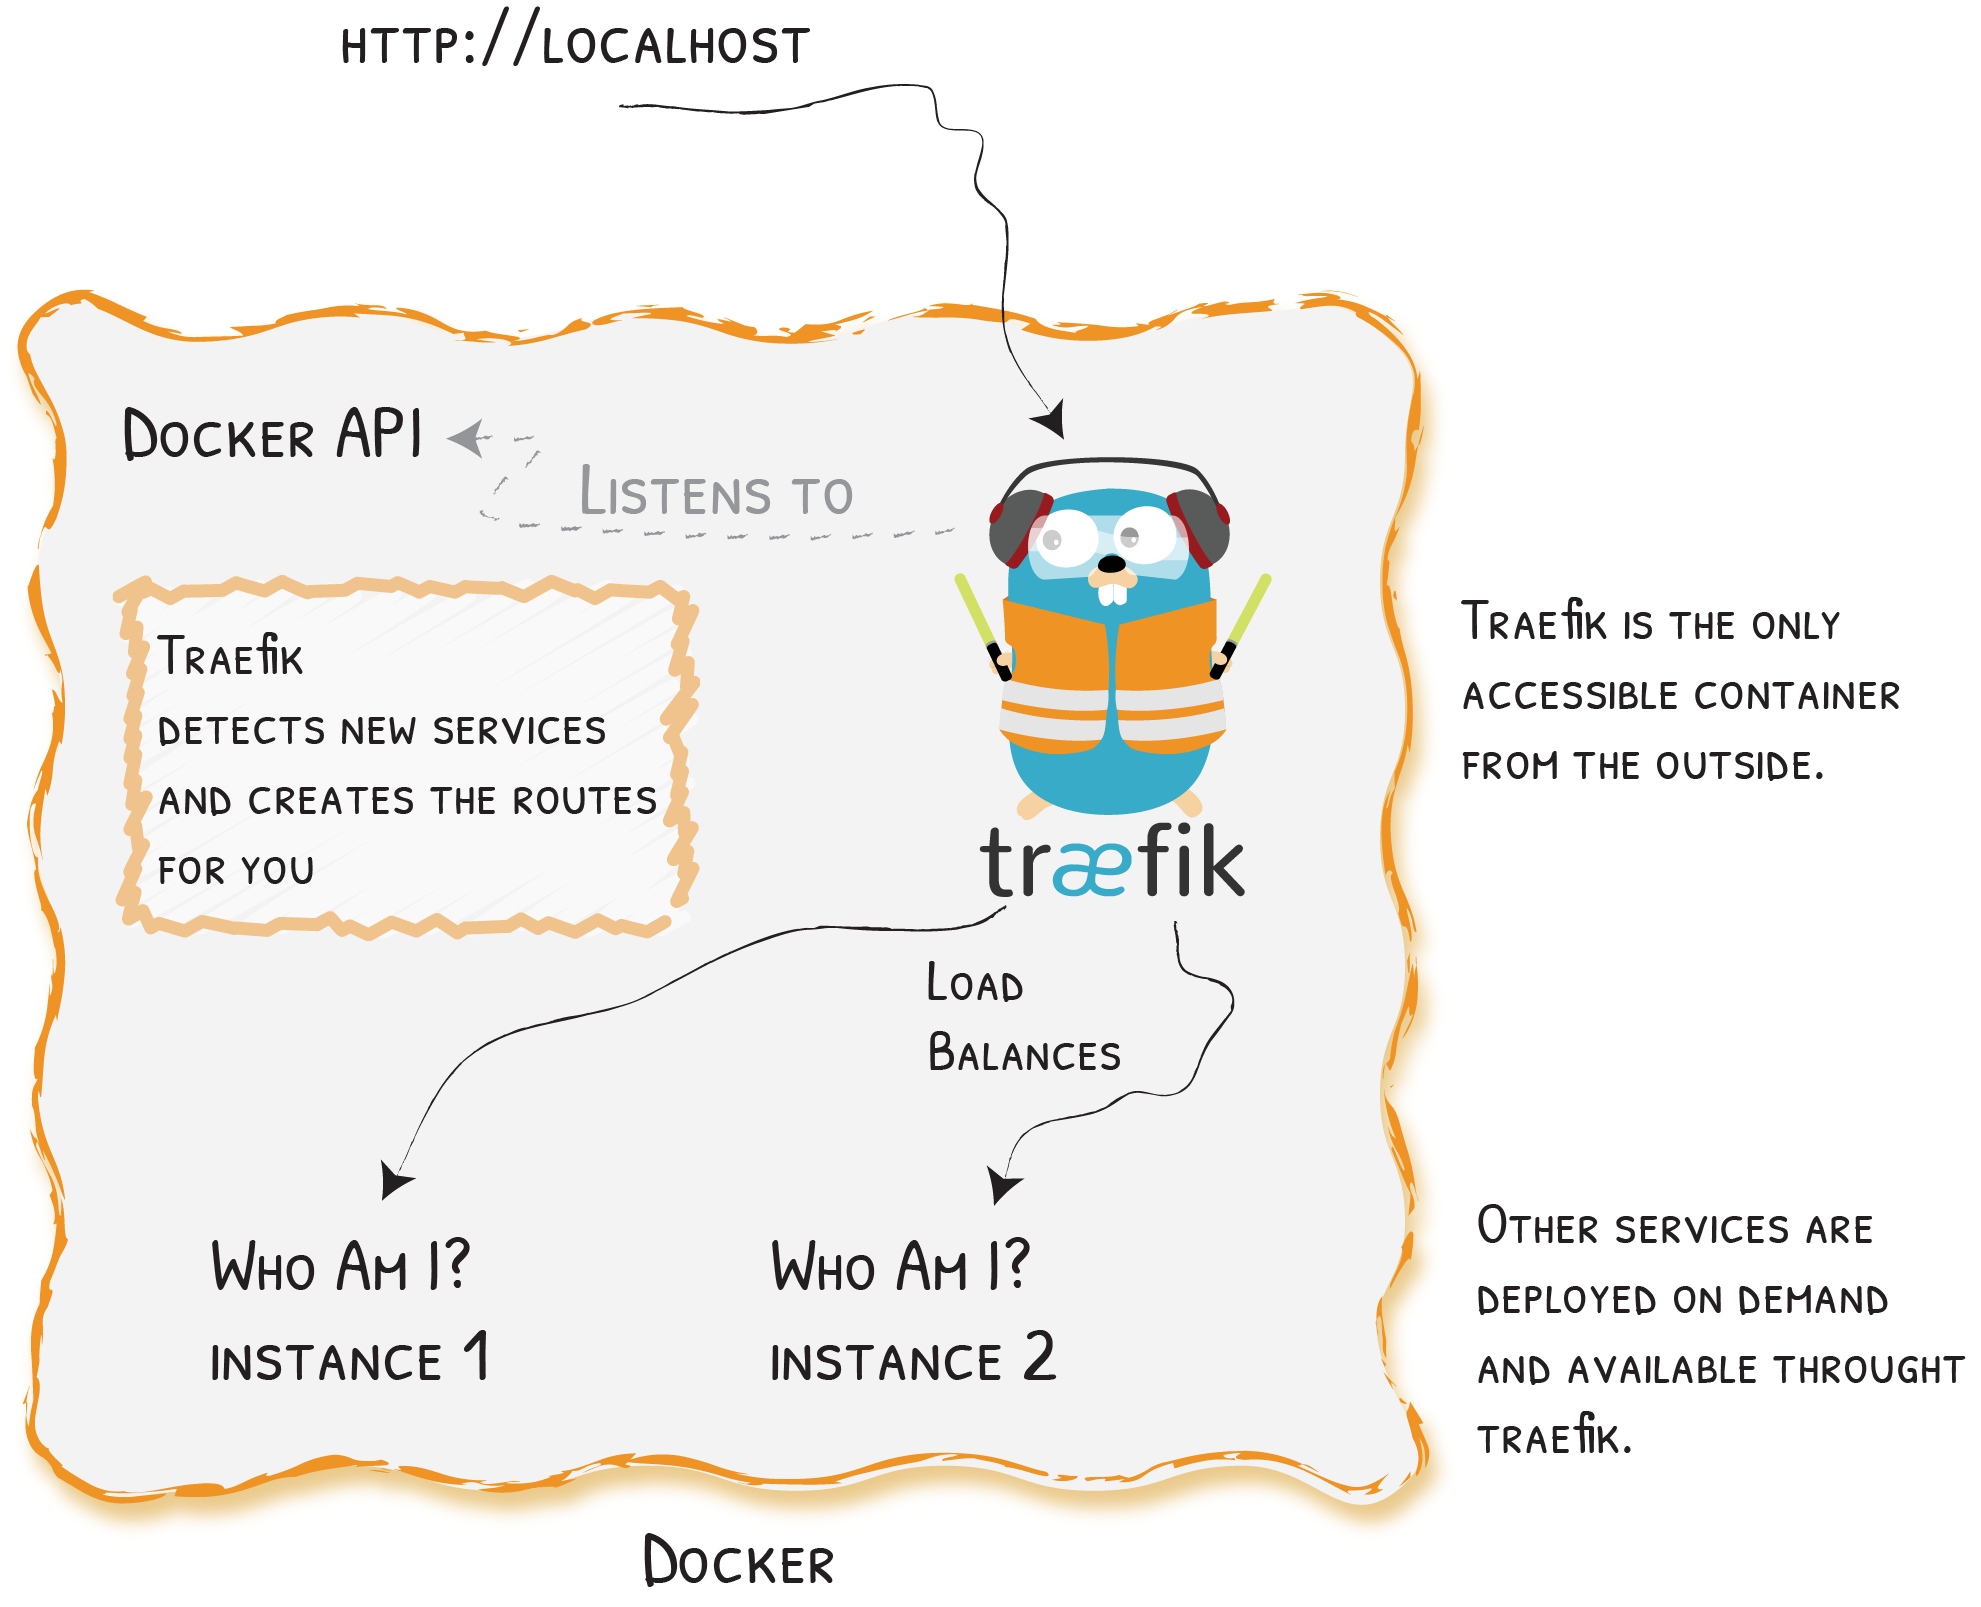 http://localhost
Docker API
Listens to
Traefik
detects new services
and creates the routes
for you
træfik
Traefik is the only
accessible container
from the outside.
Load
Balances
Who Am I?
instance 1
Who Am I?
instance 2
Other services are
deployed on demand
and available throught
traefik.
Docker